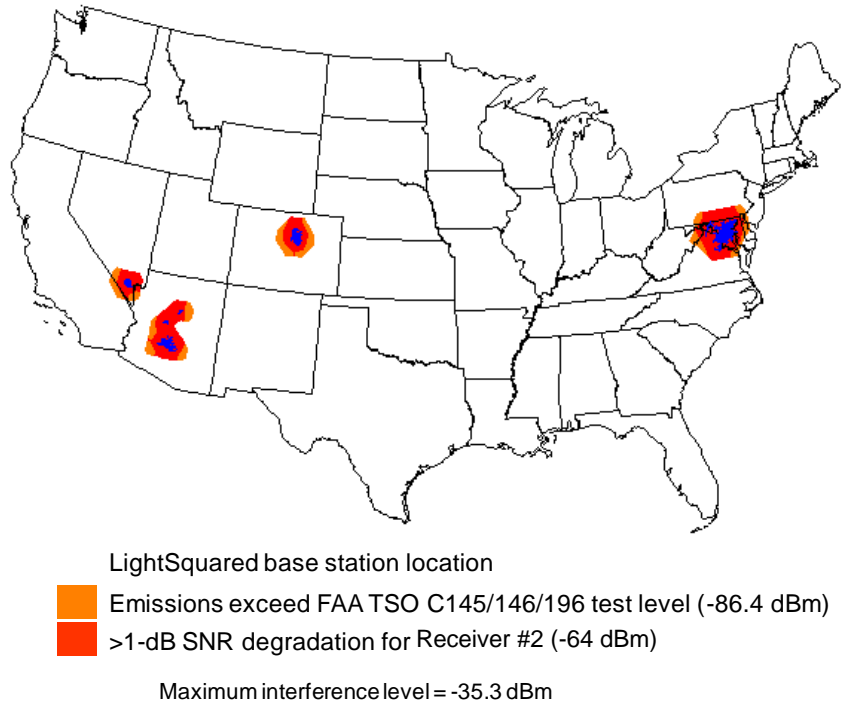 LightSquared base station location
Emissions exceed FAA TSO C145/146/196 test level (-86.4 dBm)
>1-dB SNR degradation for Receiver #2 (-64 dBm)
Maximum interference level = -35.3 dBm